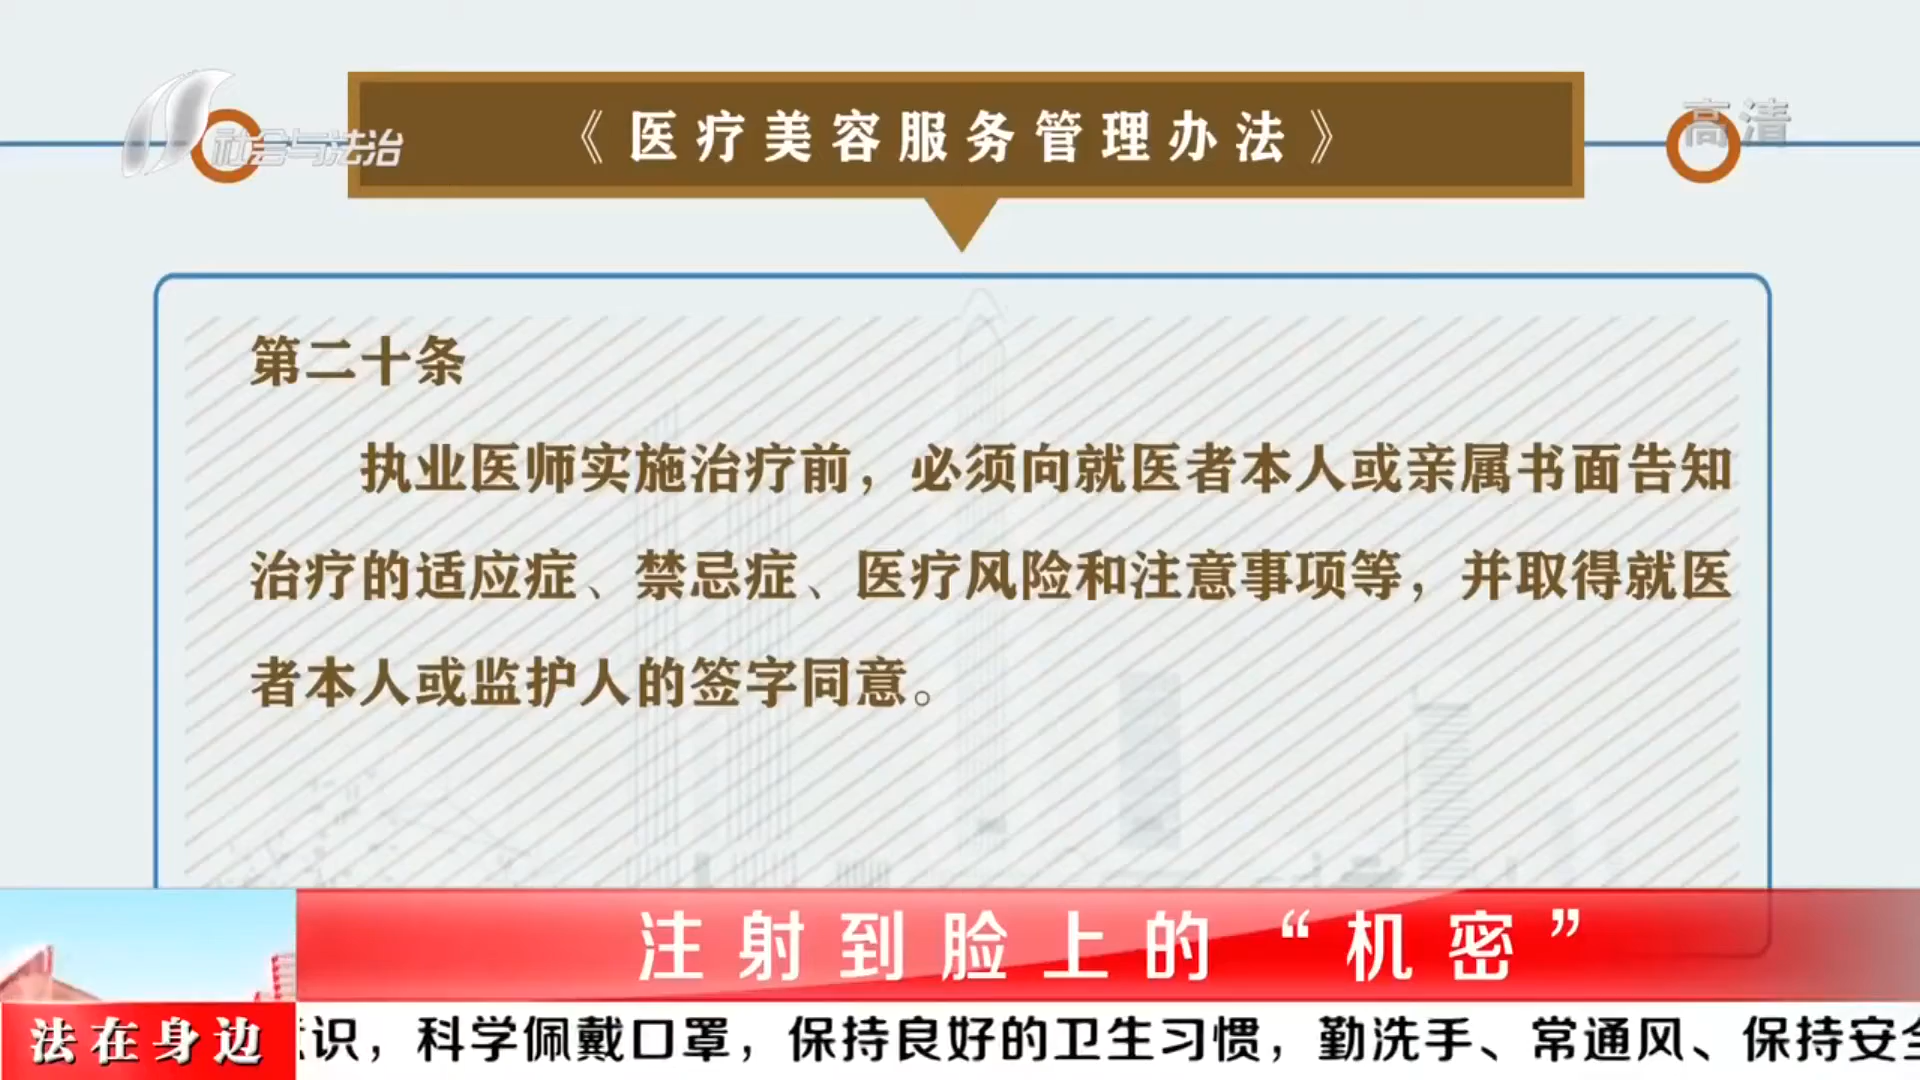 社会与法治
《医疗美容服务管理办法》
高清
第二十条
执业医师实施治疗前，必须向就医者本人或亲属书面告知
治疗的适应症、禁忌症、医疗风险和注意事项等，并取得就医
者本人或监护人的签字同意。
注射到脸上的“机密”
法在身边
识，科学佩戴口罩，保持良好的卫生习惯，勤洗手、常通风、保持安全